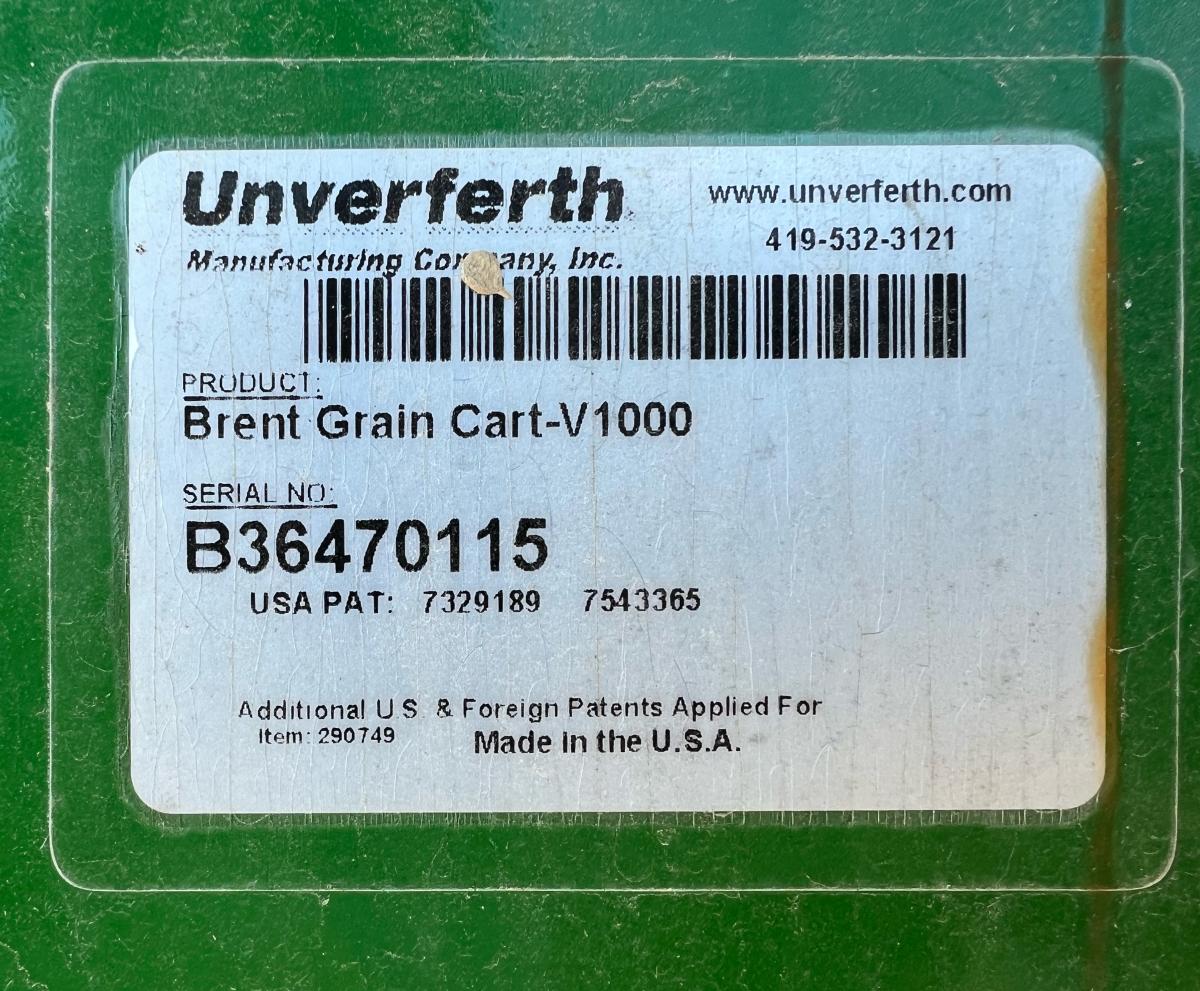 Unverferth
www.unverferth.com
Manufacturing Company, Inc.
419-532-3121
PRODUCT:
Brent Grain Cart-V1000
SERIAL NO:
B36470115
USA PAT: 7329189 7543365
Additional U.S. & Foreign Patents Applied For
Item: 290749
Made in the U.S.A.